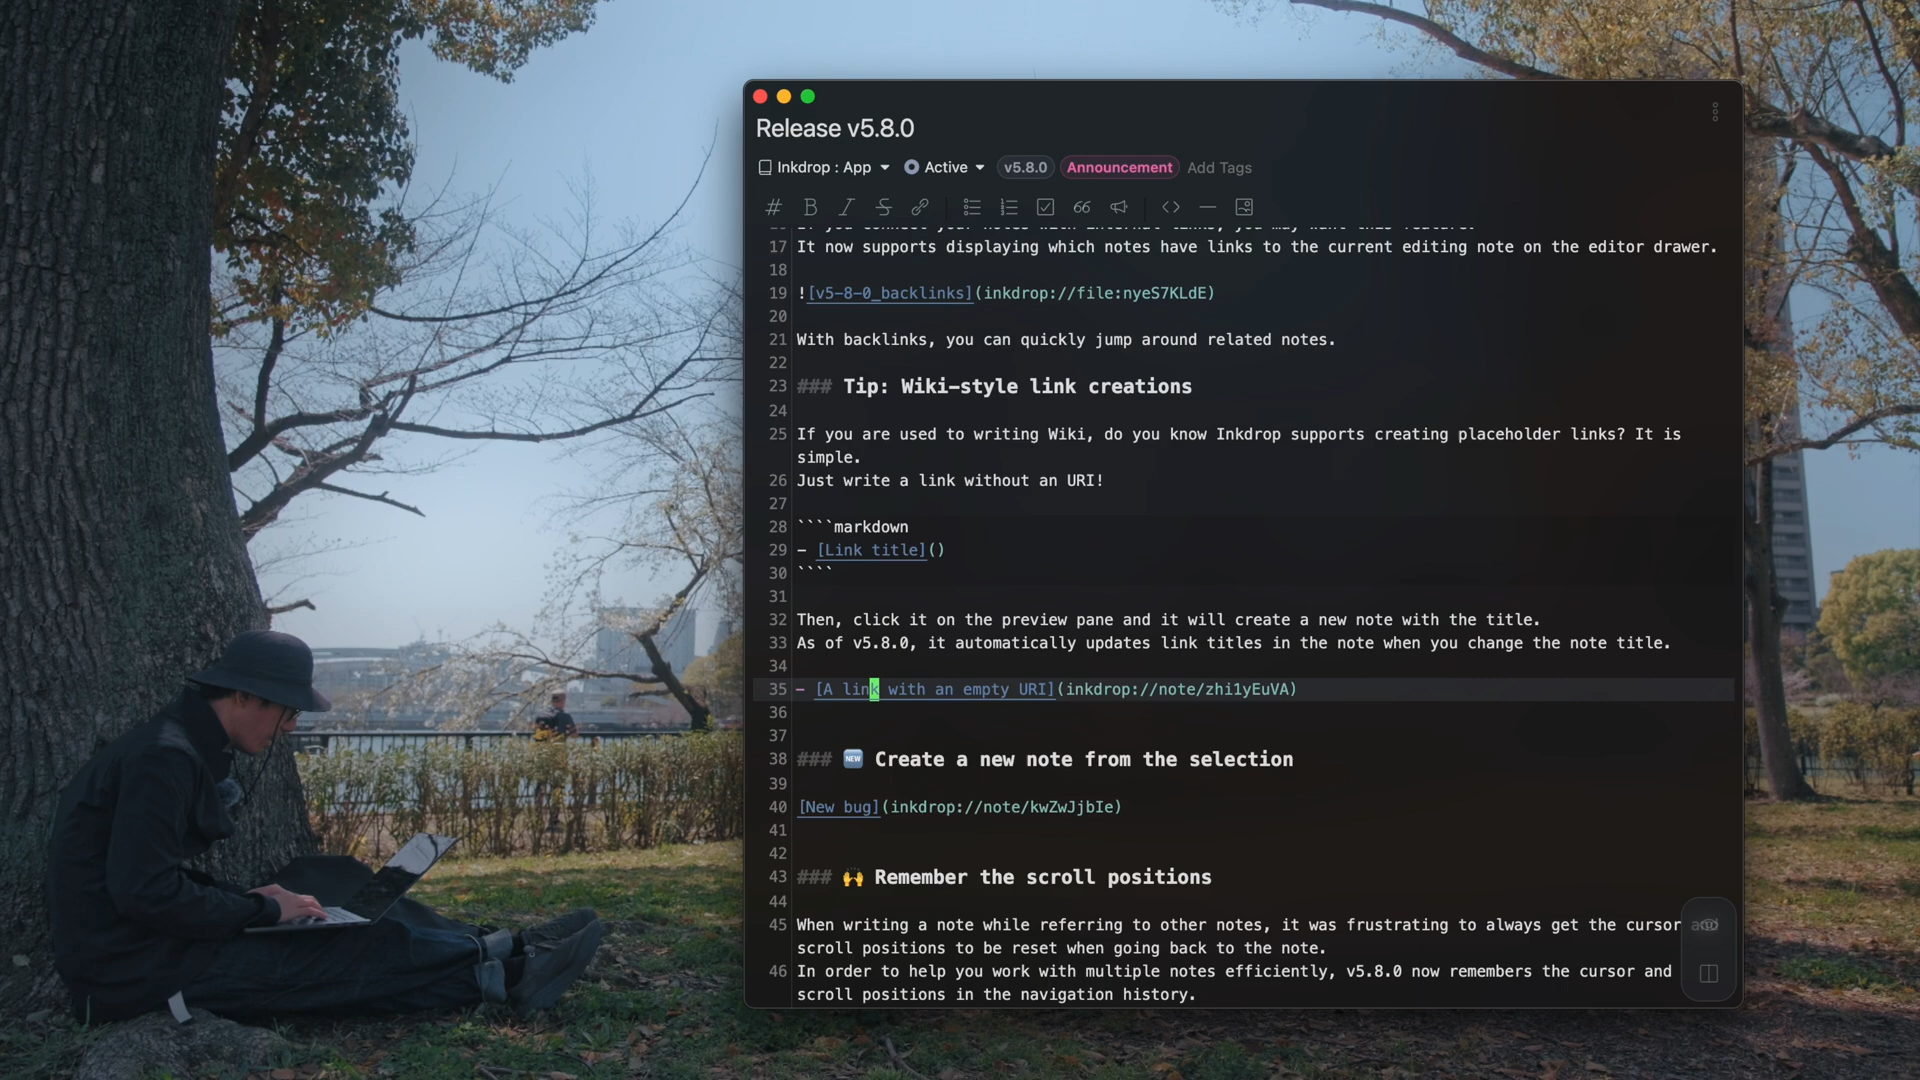 Release v5.8.0
Inkdrop : App Active v5.8.0 Announcement Add Tags
17 It now supports displaying which notes have links to the current editing note on the editor drawer.
18
19 ![v5-8-0_backlinks](inkdrop://file:nyeS7KLdE)
20
21 With backlinks, you can quickly jump around related notes.
22
23 ### Tip: Wiki-style link creations
24
25 If you are used to writing Wiki, do you know Inkdrop supports creating placeholder links? It is
simple.
26 Just write a link without an URI!
27
28 ````markdown
29 - [Link title]()
30 ````
31
32 Then, click it on the preview pane and it will create a new note with the title.
33 As of v5.8.0, it automatically updates link titles in the note when you change the note title.
34
35 - [A link with an empty URI](inkdrop://note/zhi1yEuVA)
36
37
38 ### 🆕 Create a new note from the selection
39
40 [New bug](inkdrop://note/kwZwJjbIe)
41
42
43 ### 🙌 Remember the scroll positions
44
45 When writing a note while referring to other notes, it was frustrating to always get the cursor and
scroll positions to be reset when going back to the note.
46 In order to help you work with multiple notes efficiently, v5.8.0 now remembers the cursor and
scroll positions in the navigation history.